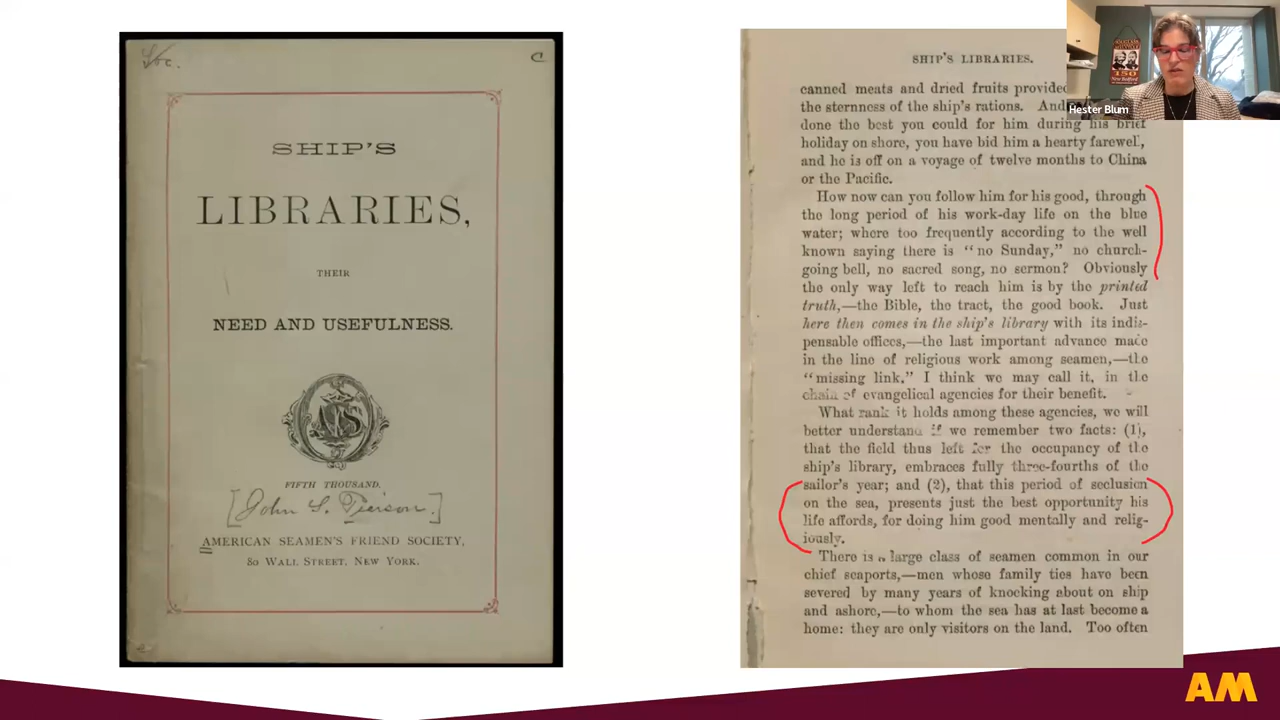 Loc.
C
SHIP'S
LIBRARIES,
THEIR
NEED AND USEFULNESS.
FIFTH THOUSAND.
[John S. Pierson.]
AMERICAN SEAMEN'S FRIEND SOCIETY,
80 WALL STREET, NEW YORK.
SHIP'S LIBRARIES.
canned meats and dried fruits provided
the sternness of the ship's rations. And
done the best you could for him during his brief
holiday on shore, you have bid him a hearty farewell,
and he is off on a voyage of twelve months to China
or the Pacific.
How now can you follow him for his good, through
the long period of his work-day life on the blue
water; where too frequently according to the well
known saying there is "no Sunday," no church-
going bell, no sacred song, no sermon? Obviously
the only way left to reach him is by the printed
truth,—the Bible, the tract, the good book. Just
here then comes in the ship's library with its indis-
pensable offices,—the last important advance made
in the line of religious work among seamen,—the
"missing link," I think we may call it, in the
chain of evangelical agencies for their benefit.
What rank it holds among these agencies, we will
better understand if we remember two facts: (1),
that the field thus left for the occupancy of the
ship's library, embraces fully three-fourths of the
sailor's year; and (2), that this period of seclusion
on the sea, presents just the best opportunity his
life affords, for doing him good mentally and relig-
iously.
There is a large class of seamen common in our
chief seaports,—men whose family ties have been
severed by many years of knocking about on ship
and ashore,—to whom the sea has at last become a
home: they are only visitors on the land. Too often
Hester Blum
150
New Bedford
AM